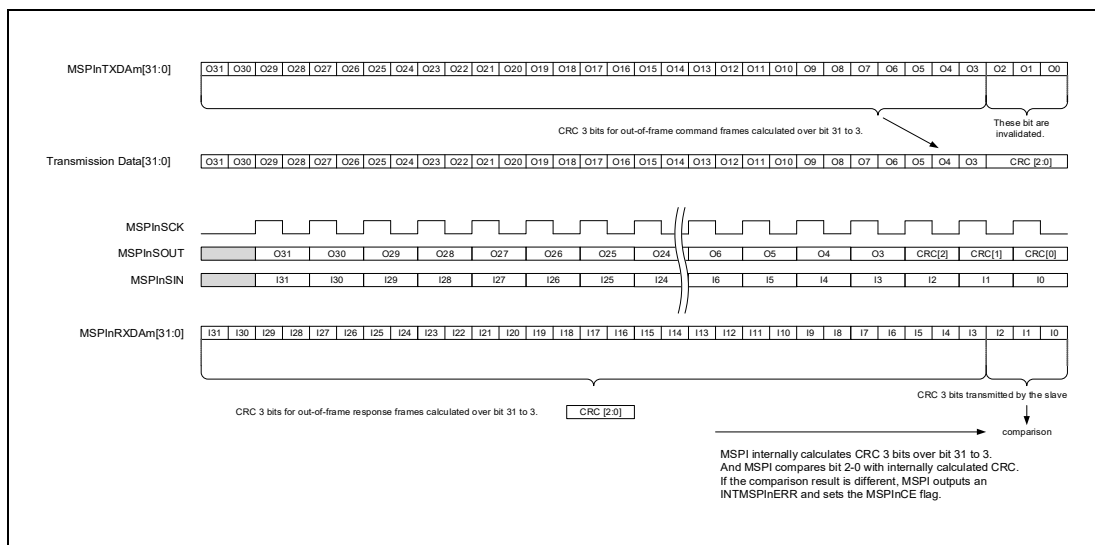 MSPInTXDAm[31:0] O31 O30 O29 O28 O27 O26 O25 O24 O23 O22 O21 O20 O19 O18 O17 O16 O15 O14 O13 O12 O11 O10 O9 O8 O7 O6 O5 O4 O3 O2 O1 O0
CRC 3 bits for out-of-frame command frames calculated over bit 31 to 3.
These bit are
invalidated.
Transmission Data[31:0] O31 O30 O29 O28 O27 O26 O25 O24 O23 O22 O21 O20 O19 O18 O17 O16 O15 O14 O13 O12 O11 O10 O9 O8 O7 O6 O5 O4 O3 CRC [2:0]
MSPInSCK
MSPInSOUT O31 O30 O29 O28 O27 O26 O25 O24 O6 O5 O4 O3 CRC[2] CRC[1] CRC[0]
MSPInSIN I31 I30 I29 I28 I27 I26 I25 I24 I6 I5 I4 I3 I2 I1 I0
MSPInRXDAm[31:0] I31 I30 I29 I28 I27 I26 I25 I24 I23 I22 I21 I20 I19 I18 I17 I16 I15 I14 I13 I12 I11 I10 I9 I8 I7 I6 I5 I4 I3 I2 I1 I0
CRC 3 bits transmitted by the slave
CRC 3 bits for out-of-frame response frames calculated over bit 31 to 3. CRC [2:0]
comparison
MSPI internally calculates CRC 3 bits over bit 31 to 3.
And MSPI compares bit 2-0 with internally calculated CRC.
If the comparison result is different, MSPI outputs an
INTMSPInERR and sets the MSPInCE flag.